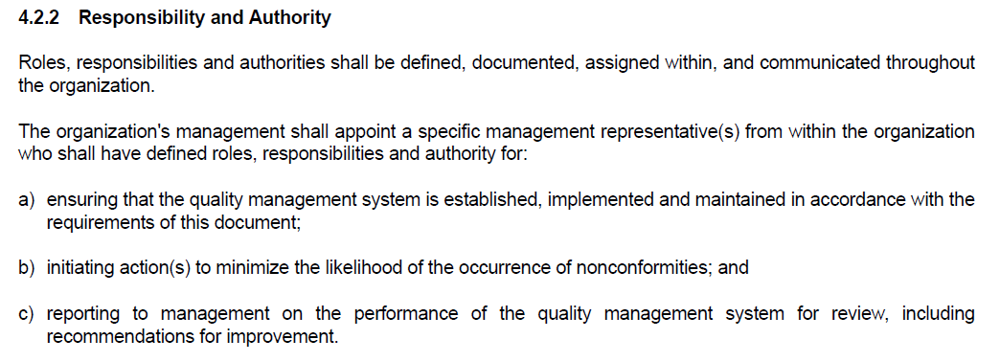 4.2.2 Responsibility and Authority
Roles, responsibilities and authorities shall be defined, documented, assigned within, and communicated throughout
the organization.
The organization's management shall appoint a specific management representative(s) from within the organization
who shall have defined roles, responsibilities and authority for:
a) ensuring that the quality management system is established, implemented and maintained in accordance with the
requirements of this document;
b) initiating action(s) to minimize the likelihood of the occurrence of nonconformities; and
c) reporting to management on the performance of the quality management system for review, including
recommendations for improvement.